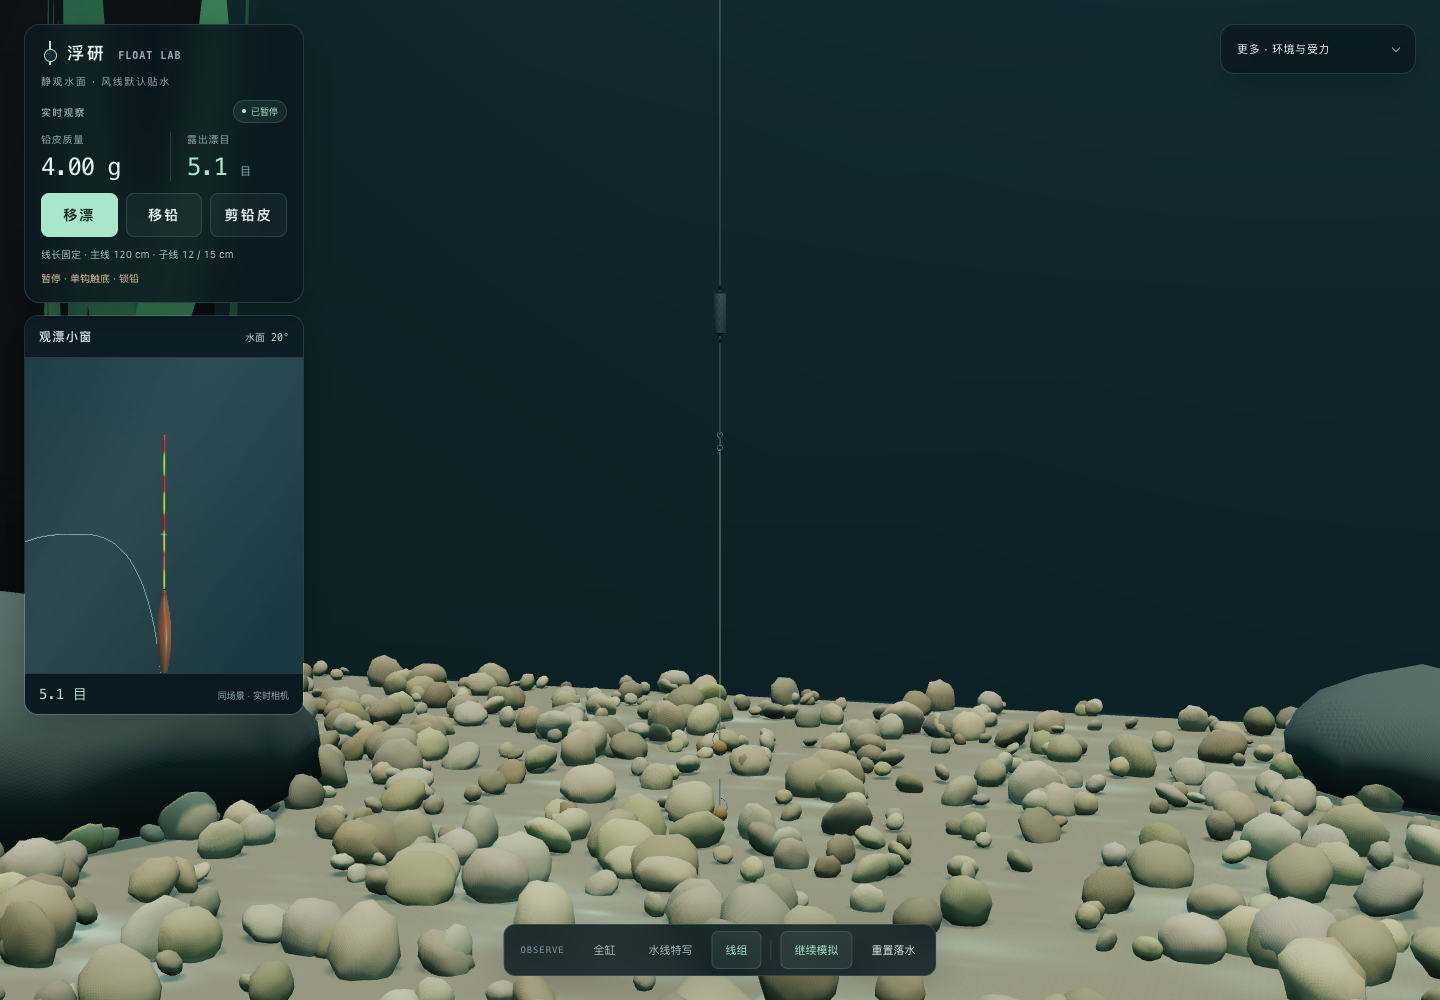 浮研 FLOAT LAB
静观水面 · 风线默认贴水
实时观察
已暂停
铅皮质量
露出漂目
4.00 g
5.1 目
移漂
移铅
剪铅皮
线长固定 · 主线 120 cm · 子线 12 / 15 cm
暂停 · 单钩触底 · 锁铅
观漂小窗
水面 20°
5.1 目
同场景 · 实时相机
更多 · 环境与受力
OBSERVE 全缸 水线特写 线组 继续模拟 重置落水